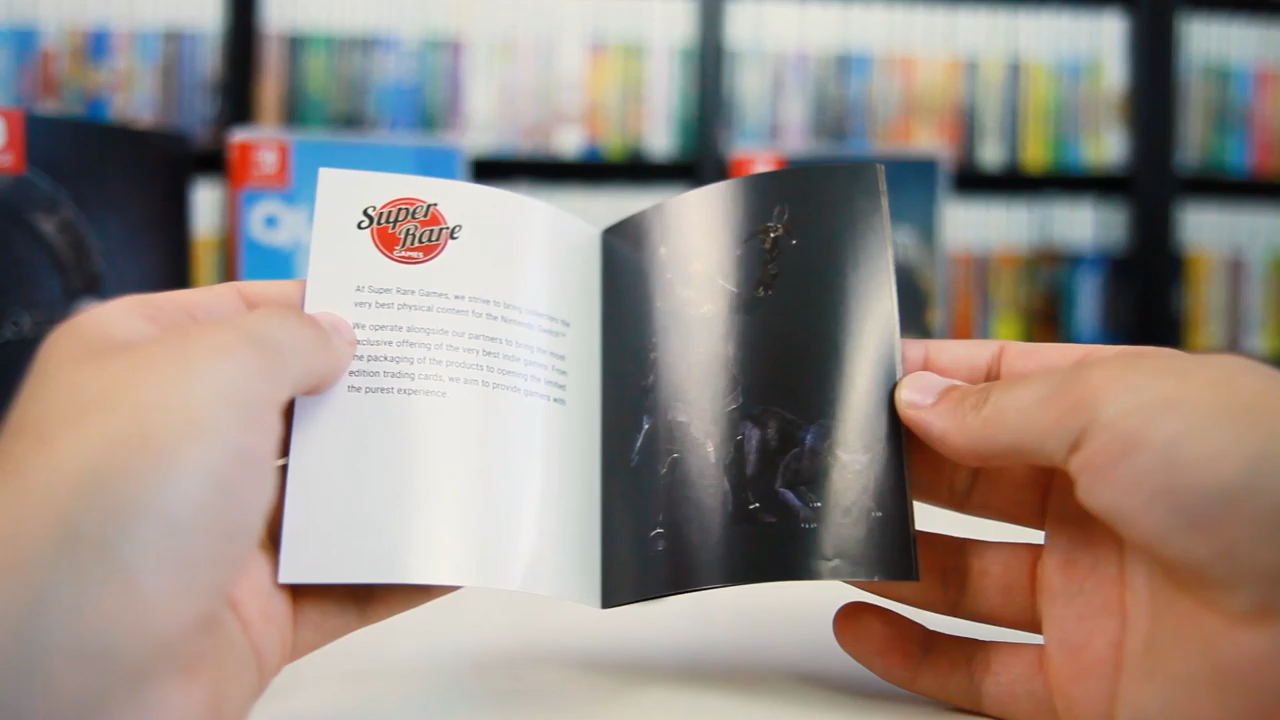 Super
Rare
GAMES
At Super Rare Games, we strive to bring collectors the
very best physical content for the Nintendo Switch™
We operate alongside our partners to bring the most
exclusive offering of the very best indie games. From
the packaging of the products to opening the limited
edition trading cards, we aim to provide gamers with
the purest experience.